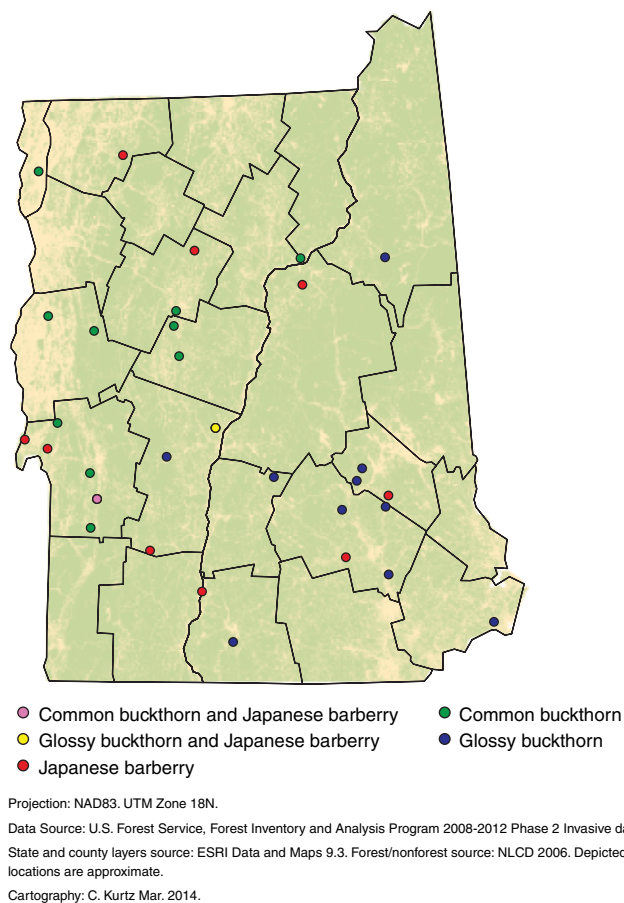 Common buckthorn and Japanese barberry
Common buckthorn
Glossy buckthorn and Japanese barberry
Glossy buckthorn
Japanese barberry
Projection: NAD83. UTM Zone 18N.
Data Source: U.S. Forest Service, Forest Inventory and Analysis Program 2008-2012 Phase 2 Invasive da
State and county layers source: ESRI Data and Maps 9.3. Forest/nonforest source: NLCD 2006. Depicted
locations are approximate.
Cartography: C. Kurtz Mar. 2014.